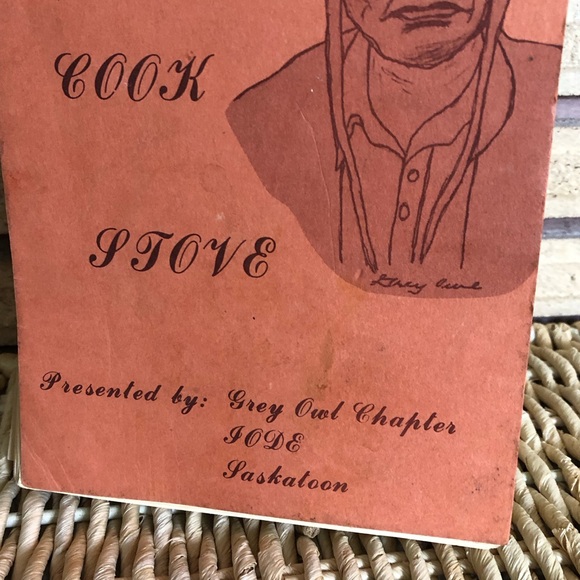 COOK
STOVE
Grey Owl
Presented by: Grey Owl Chapter
IODE
Saskatoon